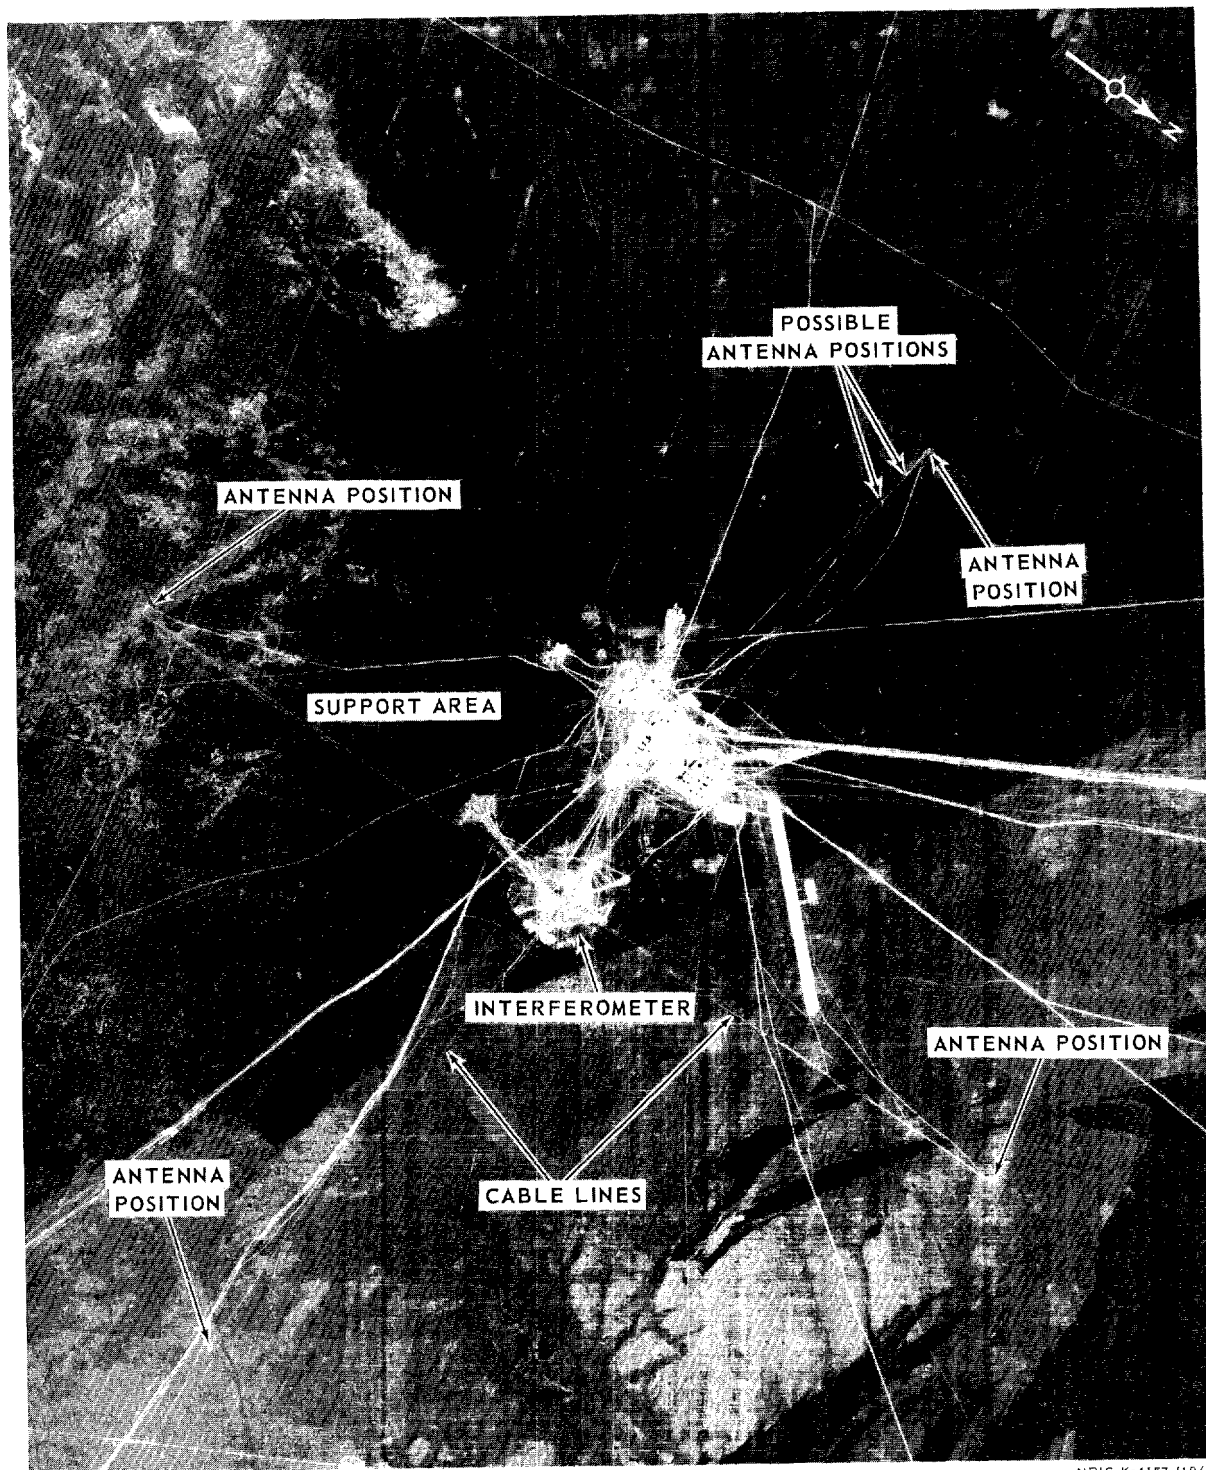 N
POSSIBLE
ANTENNA POSITIONS
ANTENNA POSITION
ANTENNA
POSITION
SUPPORT AREA
INTERFEROMETER
ANTENNA POSITION
ANTENNA
POSITION
CABLE LINES